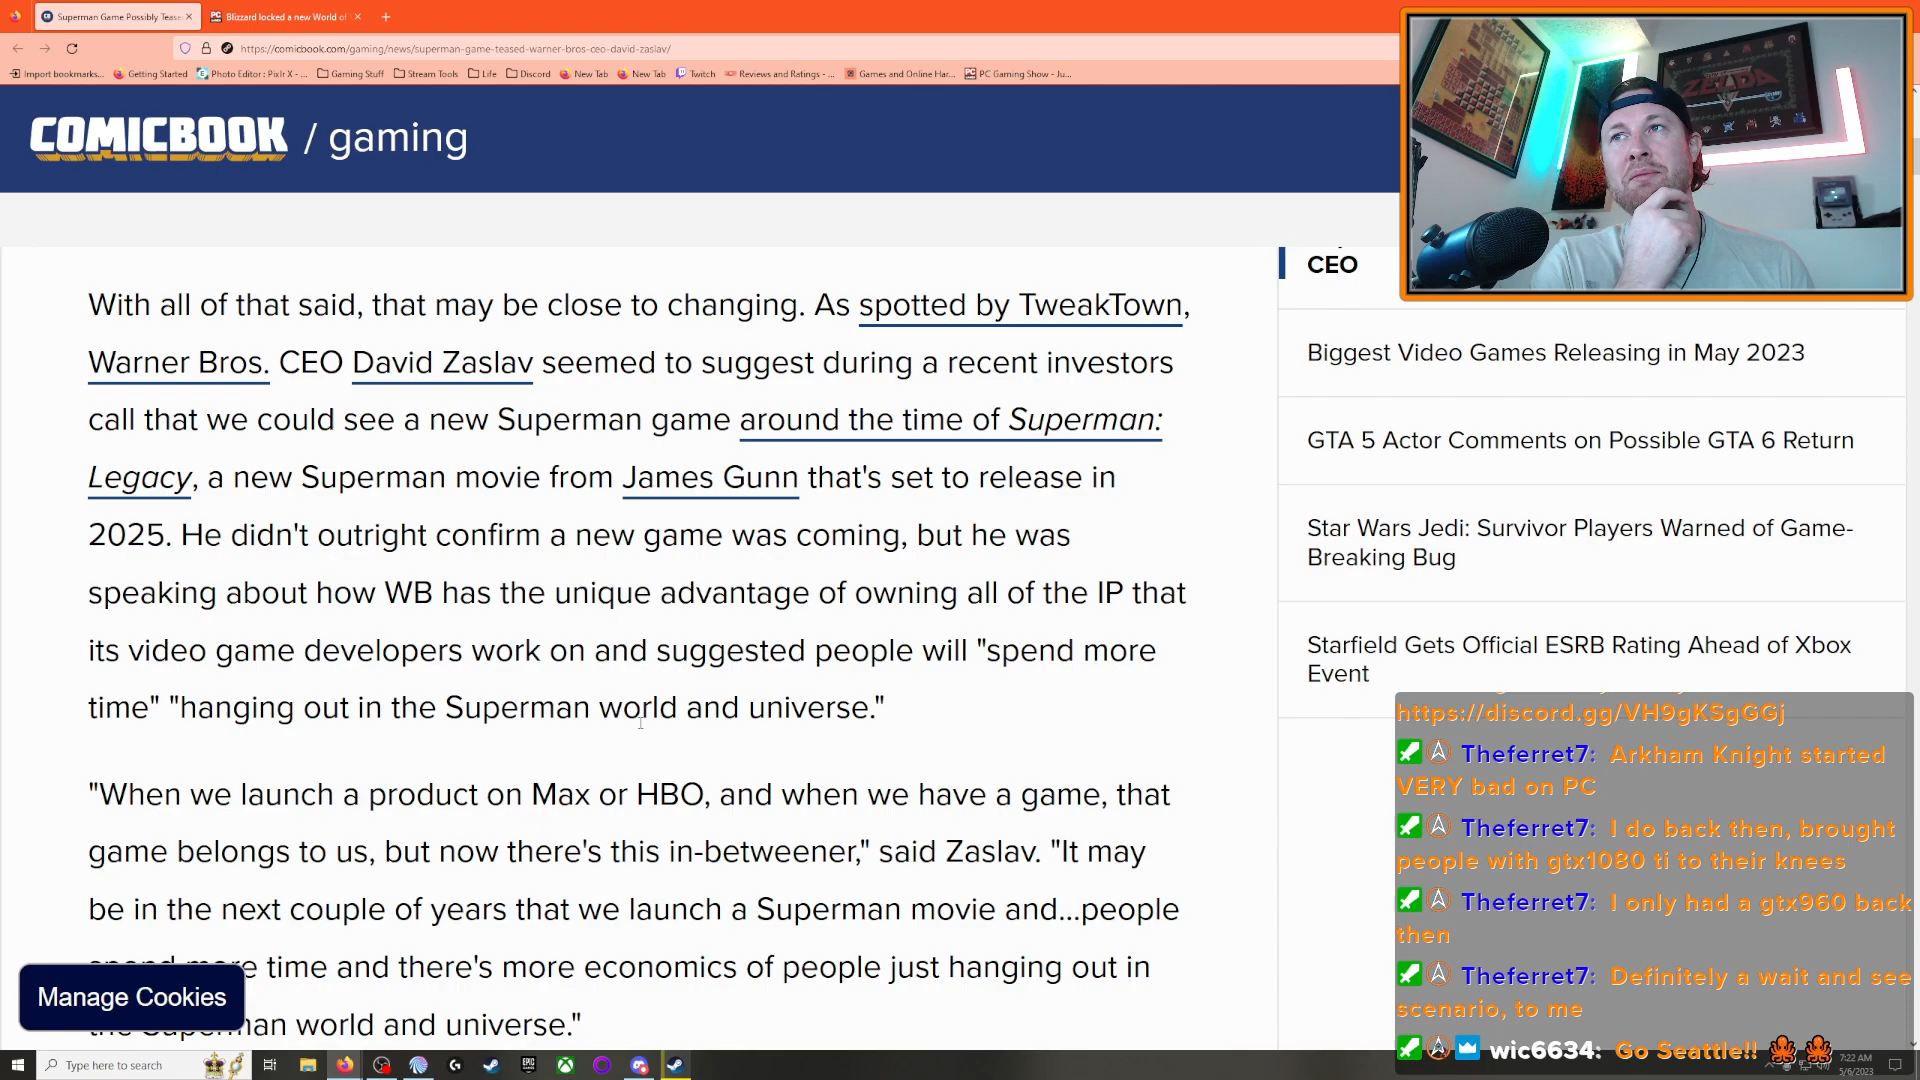 Superman Game Possibly Tease
Blizzard locked a new World of
https://comicbook.com/gaming/news/superman-game-teased-warner-bros-ceo-david-zaslav/
Import bookmarks...
Getting Started
Photo Editor : Pixlr X - ...
Gaming Stuff
Stream Tools
Life
Discord
New Tab
New Tab
Twitch
Reviews and Ratings - ...
Games and Online Har...
PC Gaming Show - Ju...
COMICBOOK / gaming
ZELDA
With all of that said, that may be close to changing. As spotted by TweakTown,
Warner Bros. CEO David Zaslav seemed to suggest during a recent investors
call that we could see a new Superman game around the time of Superman:
Legacy, a new Superman movie from James Gunn that's set to release in
2025. He didn't outright confirm a new game was coming, but he was
speaking about how WB has the unique advantage of owning all of the IP that
its video game developers work on and suggested people will "spend more
time" "hanging out in the Superman world and universe."
"When we launch a product on Max or HBO, and when we have a game, that
game belongs to us, but now there's this in-betweener," said Zaslav. "It may
be in the next couple of years that we launch a Superman movie and...people
spend more time and there's more economics of people just hanging out in
the Superman world and universe."
Manage Cookies
CEO
Biggest Video Games Releasing in May 2023
GTA 5 Actor Comments on Possible GTA 6 Return
Star Wars Jedi: Survivor Players Warned of Game-
Breaking Bug
Starfield Gets Official ESRB Rating Ahead of Xbox
Event
https://discord.gg/VH9gKSgGGj
Theferret7: Arkham Knight started
VERY bad on PC
Theferret7: I do back then, brought
people with gtx1080 ti to their knees
Theferret7: I only had a gtx960 back
then
Theferret7: Definitely a wait and see
scenario, to me
wic6634: Go Seattle!!
Type here to search
7:22 AM
5/6/2023